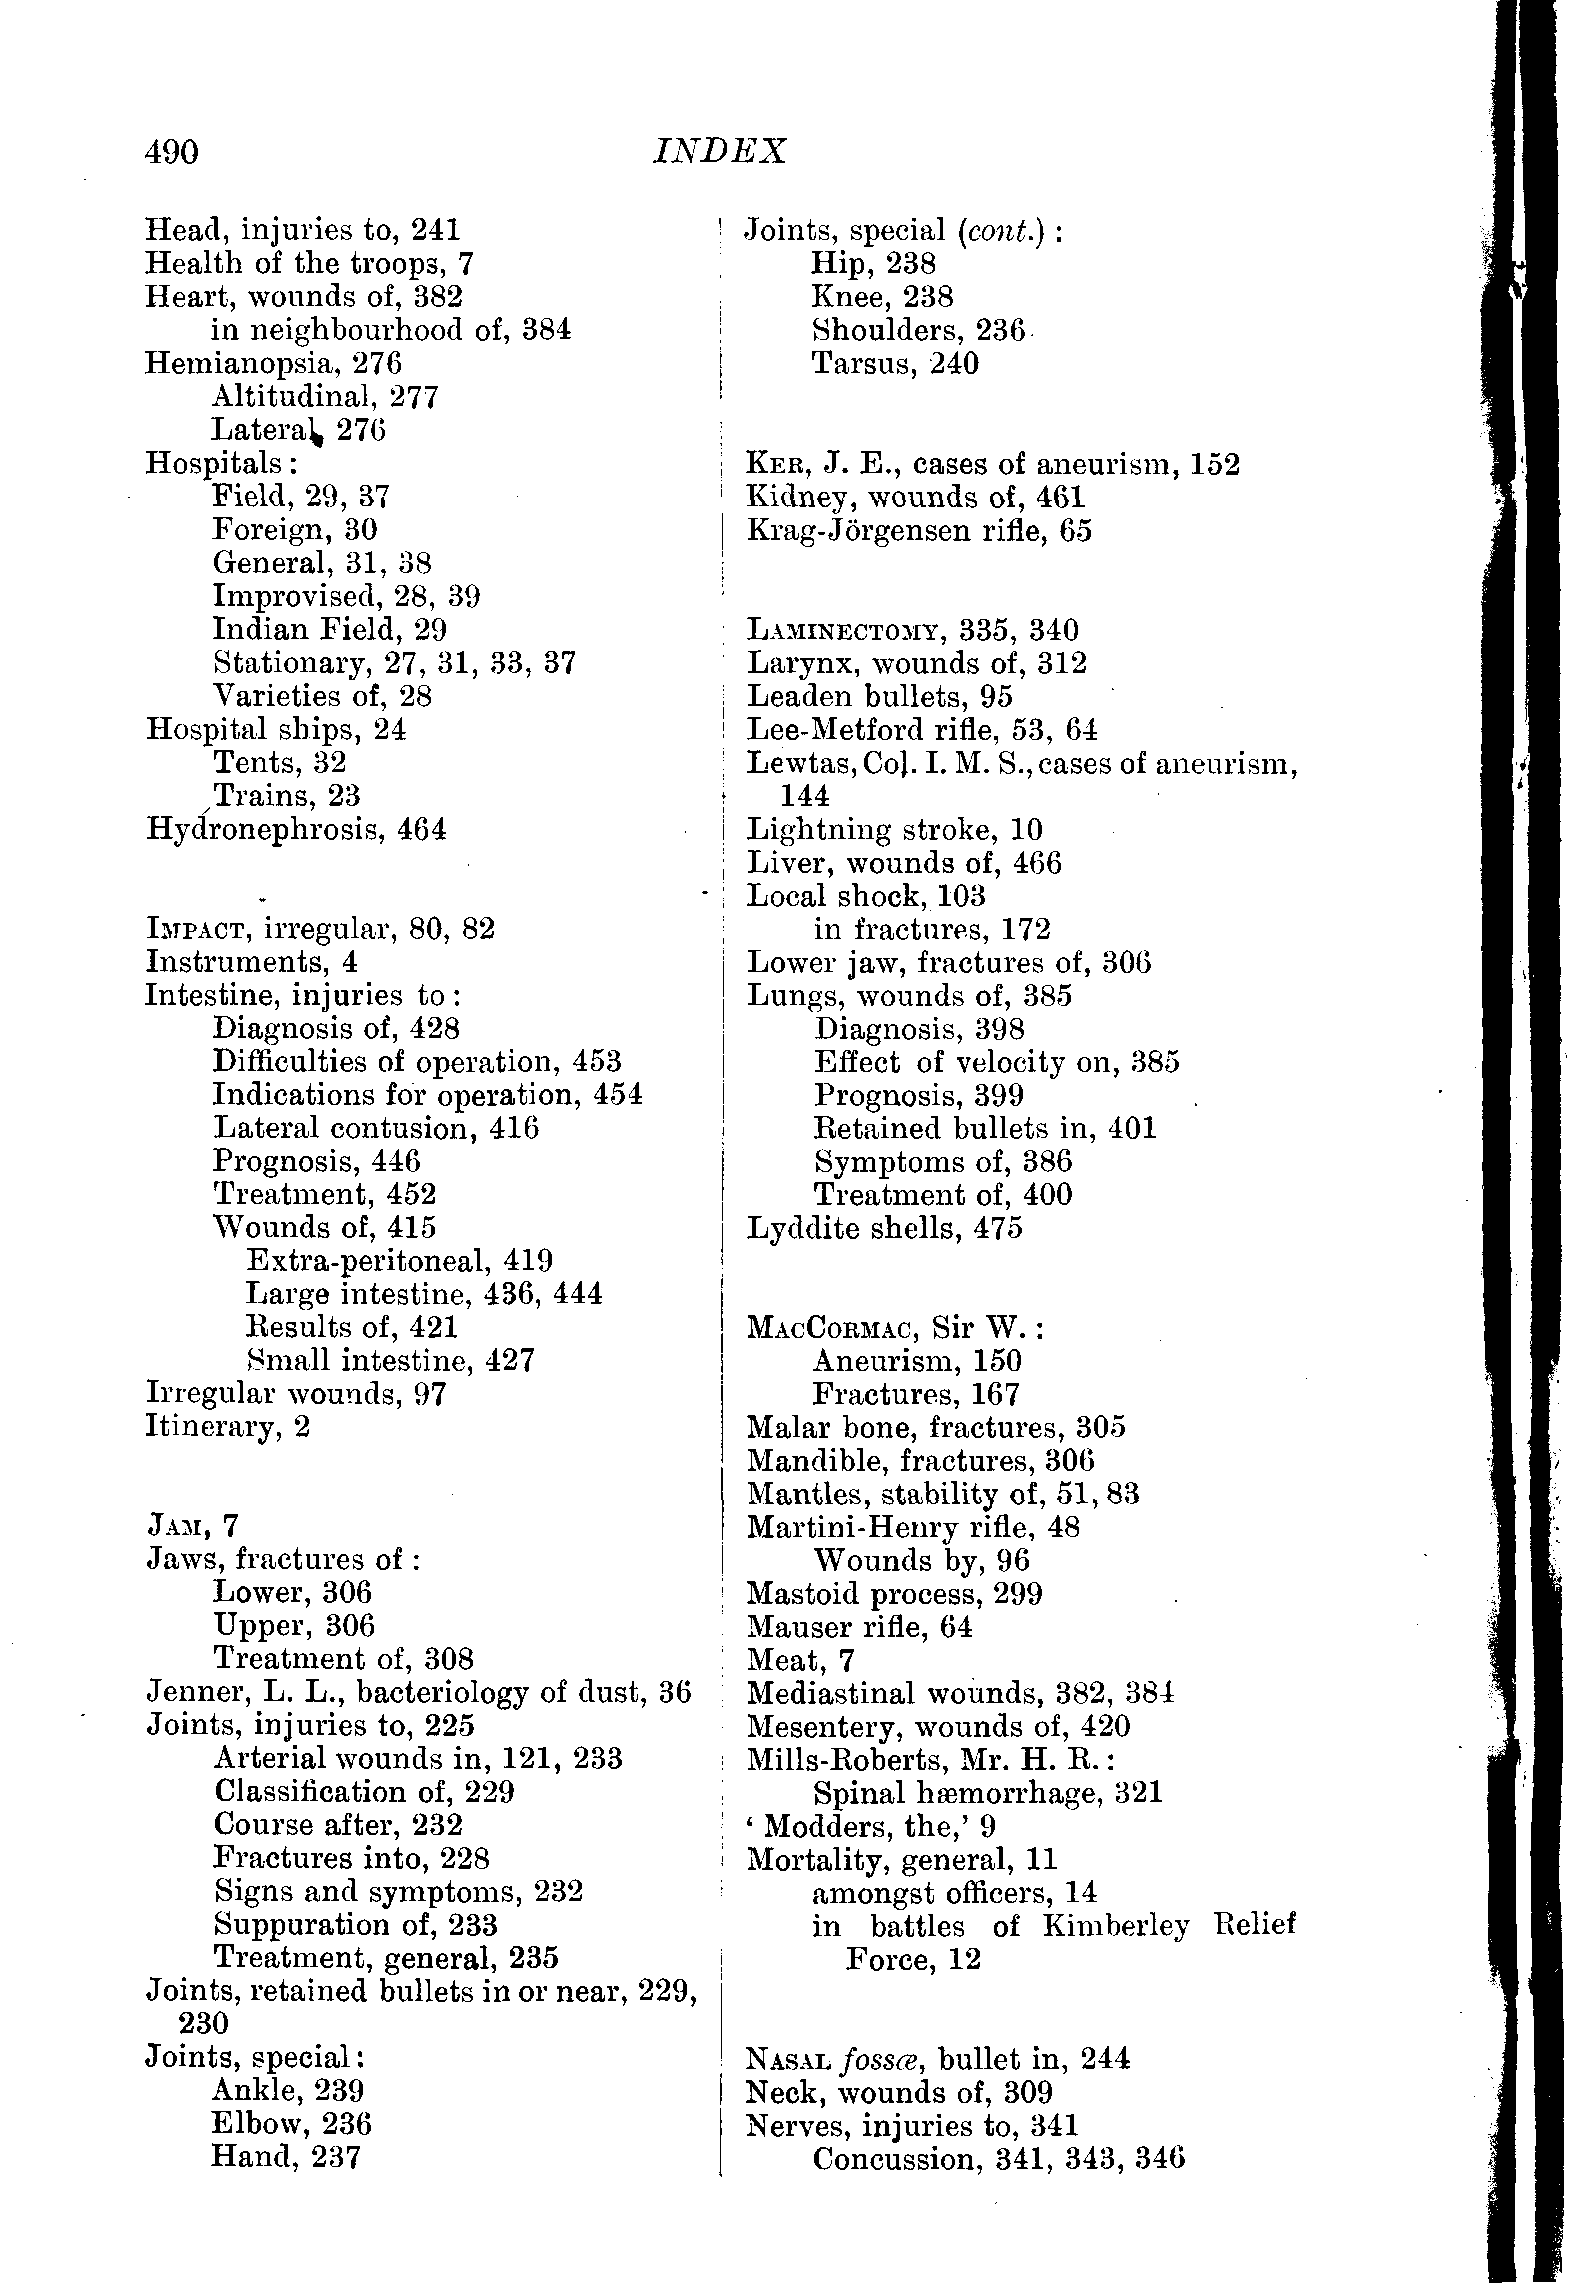 490 INDEX
Head, injuries to, 241
Health of the troops, 7
Heart, wounds of, 382
in neighbourhood of, 384
Hemianopsia, 276
Altitudinal, 277
Lateral, 276
Hospitals:
Field, 29, 37
Foreign, 30
General, 31, 38
Improvised, 28, 39
Indian Field, 29
Stationary, 27, 31, 33, 37
Varieties of, 28
Hospital ships, 24
Tents, 32
Trains, 23
Hydronephrosis, 464
IMPACT, irregular, 80, 82
Instruments, 4
Intestine, injuries to:
Diagnosis of, 428
Difficulties of operation, 453
Indications for operation, 454
Lateral contusion, 416
Prognosis, 446
Treatment, 452
Wounds of, 415
Extra-peritoneal, 419
Large intestine, 436, 444
Results of, 421
Small intestine, 427
Irregular wounds, 97
Itinerary, 2
JAM, 7
Jaws, fractures of:
Lower, 306
Upper, 306
Treatment of, 308
Jenner, L. L., bacteriology of dust, 36
Joints, injuries to, 225
Arterial wounds in, 121, 233
Classification of, 229
Course after, 232
Fractures into, 228
Signs and symptoms, 232
Suppuration of, 233
Treatment, general, 235
Joints, retained bullets in or near, 229,
230
Joints, special:
Ankle, 239
Elbow, 236
Hand, 237
Joints, special (cont.):
Hip, 238
Knee, 238
Shoulders, 236
Tarsus, 240
KER, J. E., cases of aneurism, 152
Kidney, wounds of, 461
Krag-Jörgensen rifle, 65
LAMINECTOMY, 335, 340
Larynx, wounds of, 312
Leaden bullets, 95
Lee-Metford rifle, 53, 64
Lewtas, Col. I. M. S., cases of aneurism,
144
Lightning stroke, 10
Liver, wounds of, 466
Local shock, 103
in fractures, 172
Lower jaw, fractures of, 306
Lungs, wounds of, 385
Diagnosis, 398
Effect of velocity on, 385
Prognosis, 399
Retained bullets in, 401
Symptoms of, 386
Treatment of, 400
Lyddite shells, 475
MACCORMAC, Sir W.:
Aneurism, 150
Fractures, 167
Malar bone, fractures, 305
Mandible, fractures, 306
Mantles, stability of, 51, 83
Martini-Henry rifle, 48
Wounds by, 96
Mastoid process, 299
Mauser rifle, 64
Meat, 7
Mediastinal wounds, 382, 384
Mesentery, wounds of, 420
Mills-Roberts, Mr. H. R.:
Spinal hæmorrhage, 321
‘ Modders, the,’ 9
Mortality, general, 11
amongst officers, 14
in battles of Kimberley Relief
Force, 12
NASAL fossæ, bullet in, 244
Neck, wounds of, 309
Nerves, injuries to, 341
Concussion, 341, 343, 346